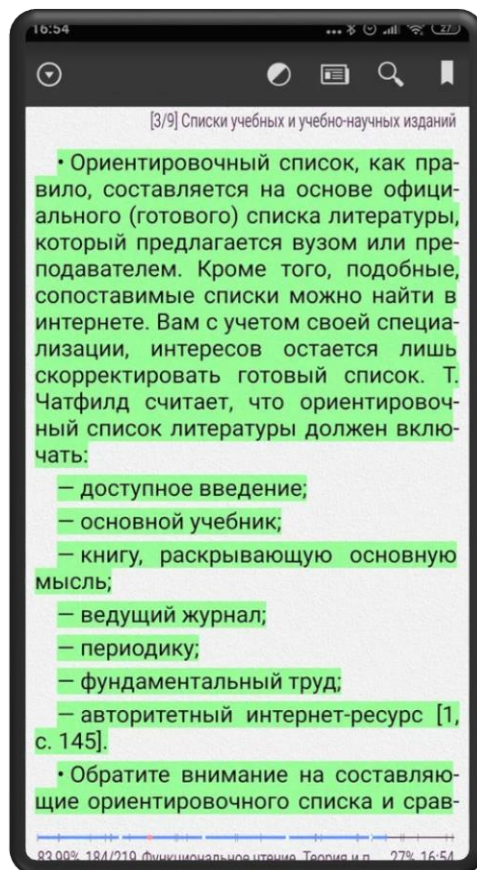 16:54
27
[3/9] Списки учебных и учебно-научных изданий
• Ориентировочный список, как пра-
вило, составляется на основе офици-
ального (готового) списка литературы,
который предлагается вузом или пре-
подавателем. Кроме того, подобные,
сопоставимые списки можно найти в
интернете. Вам с учетом своей специа-
лизации, интересов остается лишь
скорректировать готовый список. Т.
Чатфилд считает, что ориентировоч-
ный список литературы должен вклю-
чать:
— доступное введение;
— основной учебник;
— книгу, раскрывающую основную
мысль;
— ведущий журнал;
— периодику;
— фундаментальный труд;
— авторитетный интернет-ресурс [1,
с. 145].
• Обратите внимание на составляю-
щие ориентировочного списка и срав-
83,99% 184/219 Функциональное чтение. Теория и п... 27% 16:54